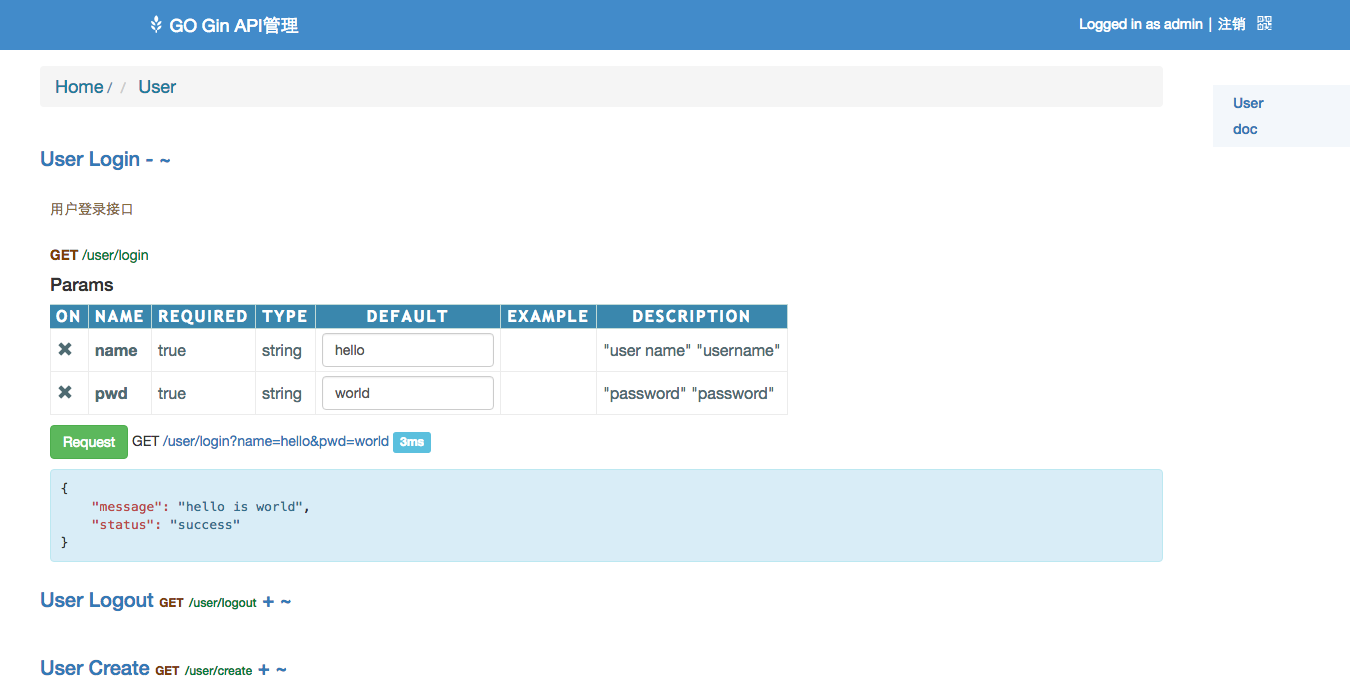 GO Gin API管理
Logged in as admin | 注销
Home / / User
User
doc
User Login - ~
用户登录接口
GET /user/login
Params
ON NAME REQUIRED TYPE DEFAULT EXAMPLE DESCRIPTION
✖ name true string hello "user name" "username"
✖ pwd true string world "password" "password"
Request GET /user/login?name=hello&pwd=world 3ms
{
"message": "hello is world",
"status": "success"
}
User Logout GET /user/logout + ~
User Create GET /user/create + ~